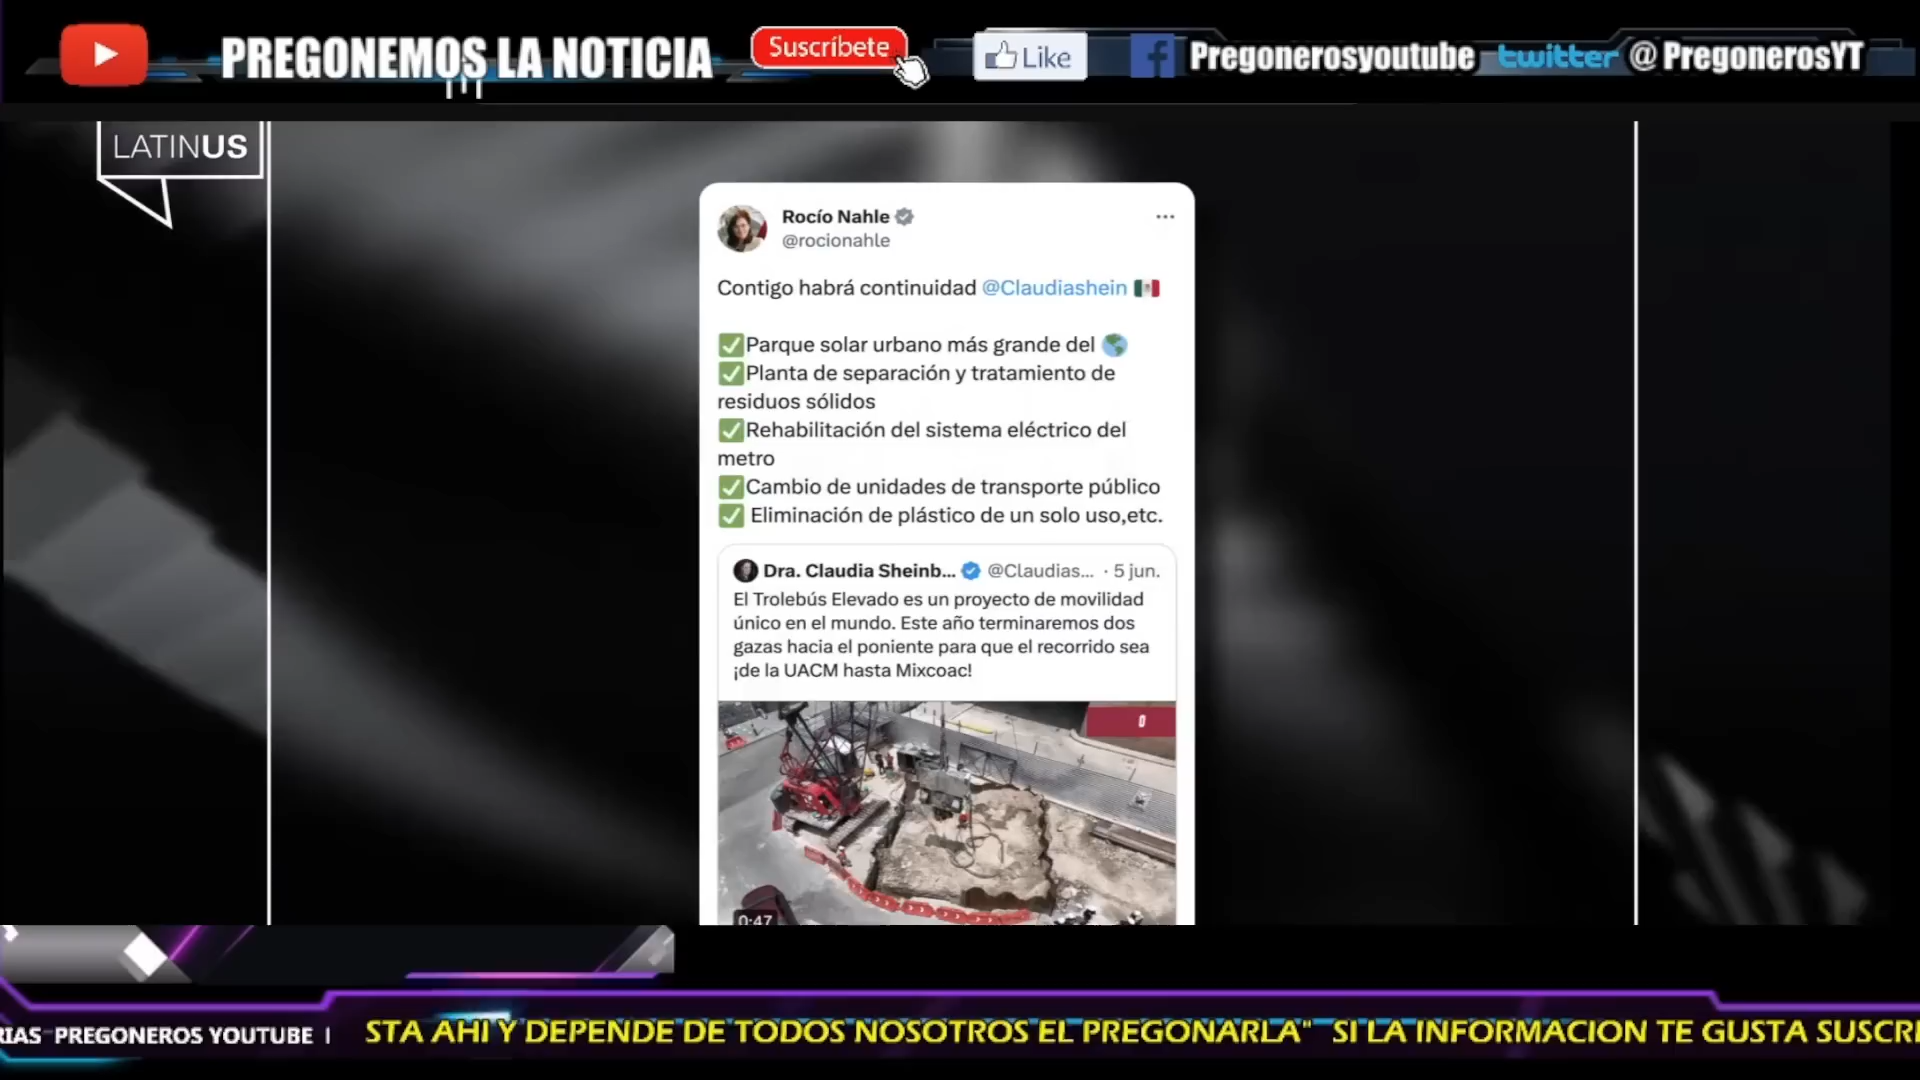 PREGONEMOS LA NOTICIA
Suscríbete
Like
Pregonerosyoutube
twitter @PregonerosYT
LATINUS
Rocío Nahle
@rocionahle
Contigo habrá continuidad @Claudiashein 🇲🇽
✅Parque solar urbano más grande del 🌎
✅Planta de separación y tratamiento de
residuos sólidos
✅Rehabilitación del sistema eléctrico del
metro
✅Cambio de unidades de transporte público
✅ Eliminación de plástico de un solo uso,etc.
Dra. Claudia Sheinb... @Claudias... · 5 jun.
El Trolebús Elevado es un proyecto de movilidad
único en el mundo. Este año terminaremos dos
gazas hacia el poniente para que el recorrido sea
¡de la UACM hasta Mixcoac!
0:47
RIAS PREGONEROS YOUTUBE |
STA AHI Y DEPENDE DE TODOS NOSOTROS EL PREGONARLA" SI LA INFORMACION TE GUSTA SUSCRI